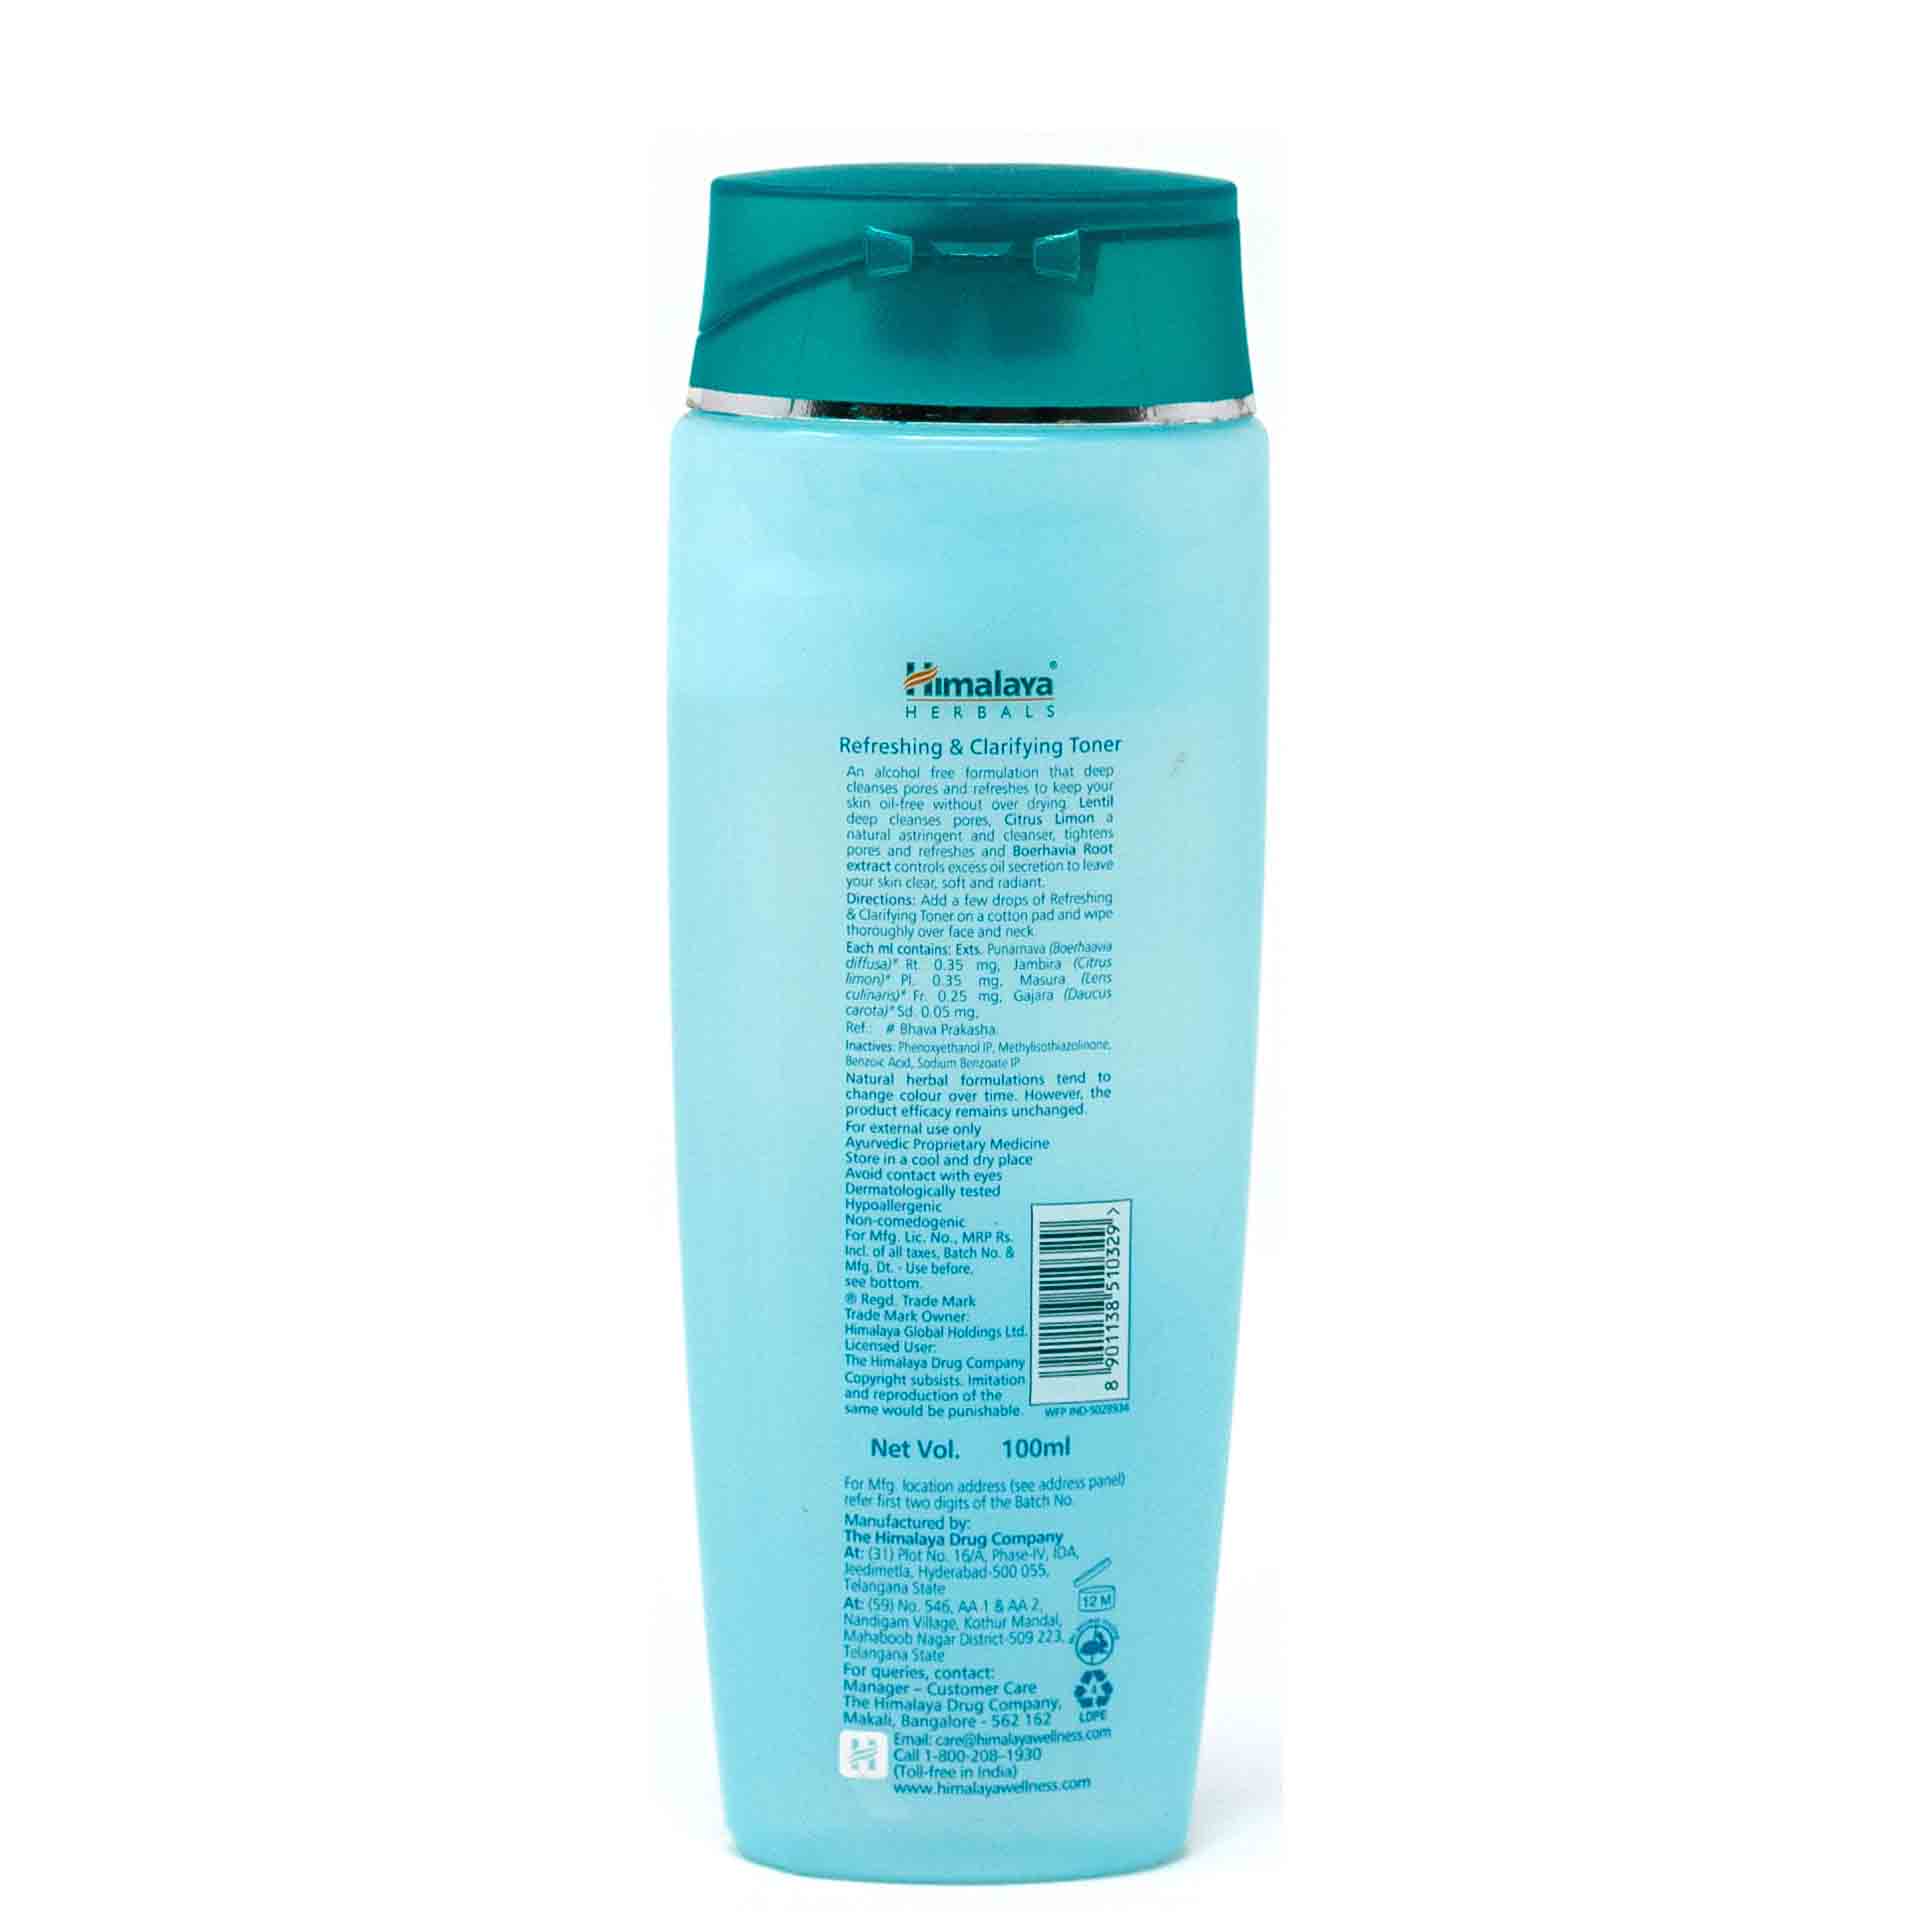 Himalaya®
HERBALS
Refreshing & Clarifying Toner
An alcohol free formulation that deep
cleanses pores and refreshes to keep your
skin oil-free without over drying. Lentil
deep cleanses pores, Citrus Limon a
natural astringent and cleanser, tightens
pores and refreshes and Boerhavia Root
extract controls excess oil secretion to leave
your skin clear, soft and radiant.
Directions: Add a few drops of Refreshing
& Clarifying Toner on a cotton pad and wipe
thoroughly over face and neck.
Each ml contains: Exts. Punarnava (Boerhaavia
diffusa)# Rt. 0.35 mg, Jambira (Citrus
limon)# Pl. 0.35 mg, Masura (Lens
culinaris)# Fr. 0.25 mg, Gajara (Daucus
carota)# Sd. 0.05 mg,
Ref.: # Bhava Prakasha.
Inactives: Phenoxyethanol IP, Methylisothiazolinone,
Benzoic Acid, Sodium Benzoate IP
Natural herbal formulations tend to
change colour over time. However, the
product efficacy remains unchanged.
For external use only
Ayurvedic Proprietary Medicine
Store in a cool and dry place
Avoid contact with eyes
Dermatologically tested
Hypoallergenic
Non-comedogenic
For Mfg. Lic. No., MRP Rs.
Incl. of all taxes, Batch No. &
Mfg. Dt. - Use before,
see bottom.
® Regd. Trade Mark
Trade Mark Owner:
Himalaya Global Holdings Ltd.
Licensed User:
The Himalaya Drug Company
Copyright subsists. Imitation
and reproduction of the
same would be punishable.
8 901138 510329 >
WFP IND-5028934
Net Vol. 100ml
For Mfg. location address (see address panel)
refer first two digits of the Batch No.
Manufactured by:
The Himalaya Drug Company
At: (31) Plot No. 16/A, Phase-IV, IDA,
Jeedimetla, Hyderabad-500 055,
Telangana State
At: (59) No. 546, AA 1 & AA 2,
Nandigam Village, Kothur Mandal,
Mahaboob Nagar District-509 223,
Telangana State
12 M
For queries, contact:
Manager – Customer Care
The Himalaya Drug Company,
Makali, Bangalore - 562 162
4
LDPE
H
Email: care@himalayawellness.com
Call 1-800-208-1930
(Toll-free in India)
www.himalayawellness.com